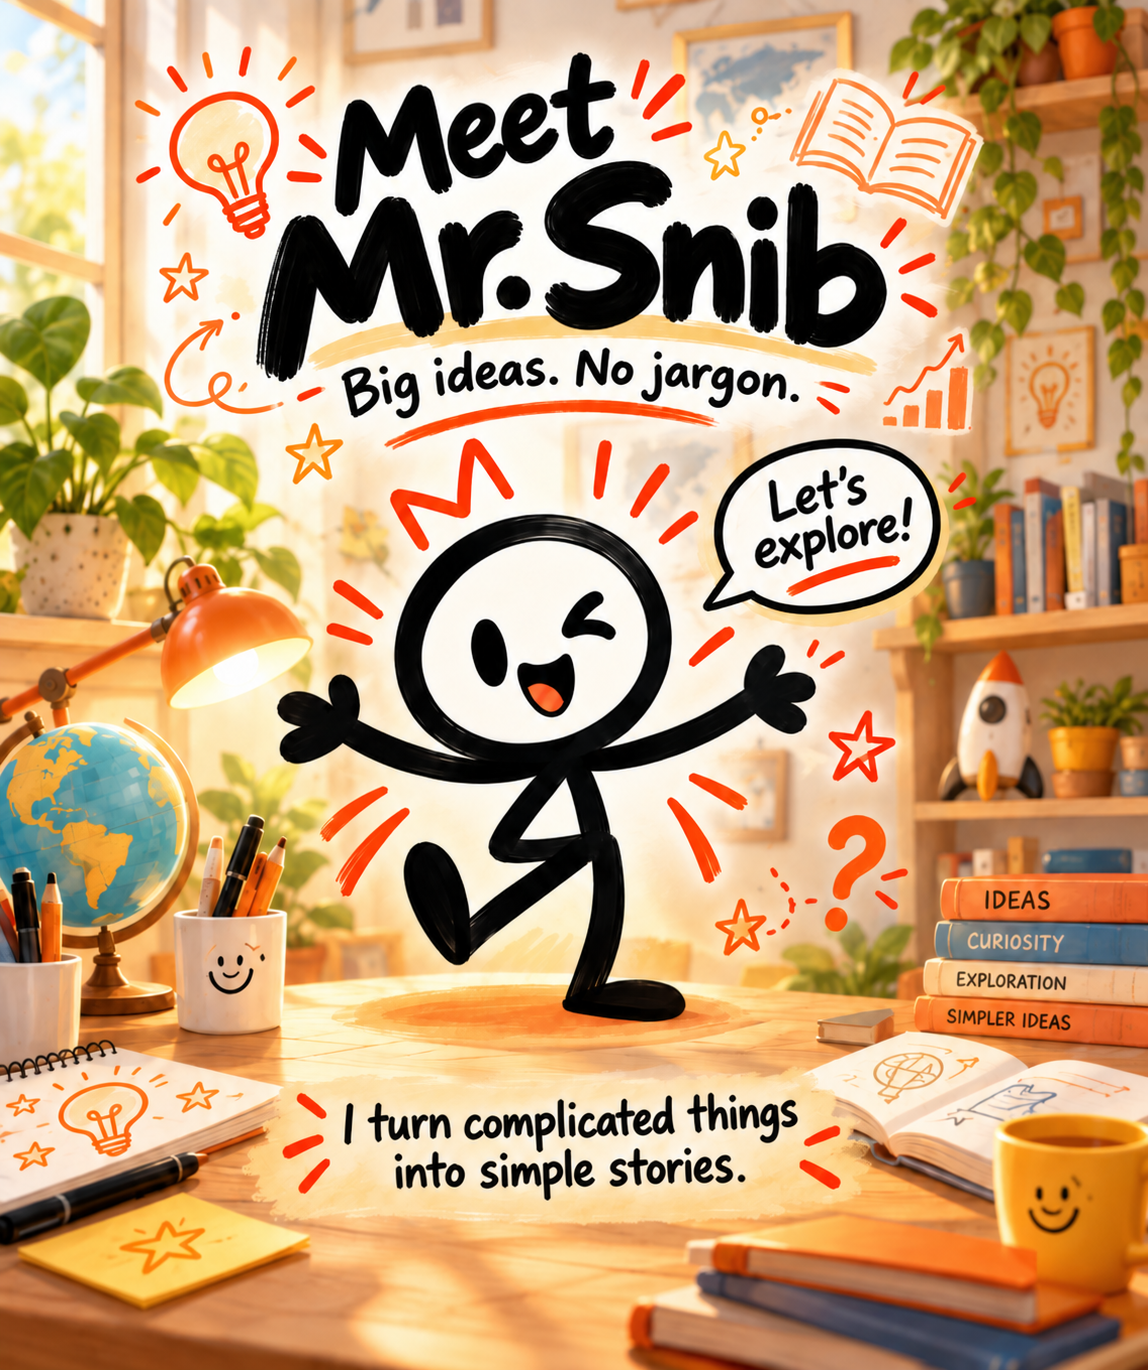 Meet
Mr. Snib
Big ideas. No jargon.
Let's
explore!
?
IDEAS
CURIOSITY
EXPLORATION
SIMPLER IDEAS
I turn complicated things
into simple stories.